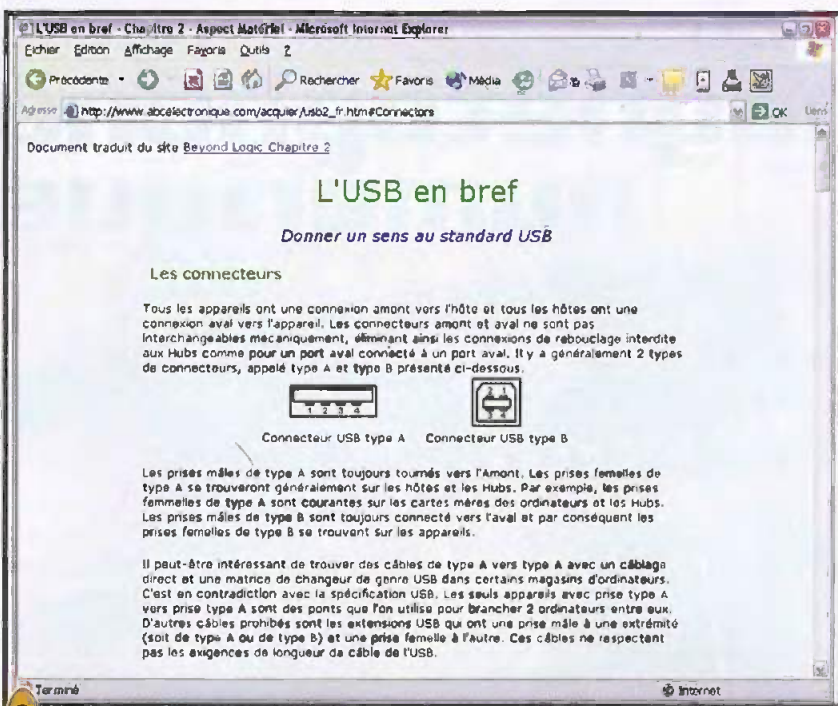 L'USB en bref - Chapitre 2 - Aspect Matériel - Microsoft Internet Explorer
Fichier Edition Affichage Favoris Outils ?
Précédente Rechercher Favoris Média
Adresse http://www.abcelectronique.com/acquier/usb2_fr.htm#Connectors OK Liens
Document traduit du site Beyond Logic Chapitre 2
L'USB en bref
Donner un sens au standard USB
Les connecteurs
Tous les appareils ont une connexion amont vers l'hôte et tous les hôtes ont une
connexion aval vers l'appareil. Les connecteurs amont et aval ne sont pas
interchangeables mécaniquement, éliminant ainsi les connexions de rebouclage interdite
aux Hubs comme pour un port aval connecté à un port aval. Il y a généralement 2 types
de connecteurs, appelé type A et type B présenté ci-dessous.
1 2 3 4
2 1
3 4
Connecteur USB type A Connecteur USB type B
Les prises mâles de type A sont toujours tournés vers l'Amont. Les prises femelles de
type A se trouveront généralement sur les hôtes et les Hubs. Par exemple, les prises
femmelles de type A sont courantes sur les cartes mères des ordinateurs et les Hubs.
Les prises mâles de type B sont toujours connecté vers l'aval et par conséquent les
prises femelles de type B se trouvent sur les appareils.
Il peut-être intéressant de trouver des câbles de type A vers type A avec un câblage
direct et une matrice de changeur de genre USB dans certains magasins d'ordinateurs.
C'est en contradiction avec la spécification USB. Les seuls appareils avec prise type A
vers prise type A sont des ponts que l'on utilise pour brancher 2 ordinateurs entre eux.
D'autres câbles prohibés sont les extensions USB qui ont une prise mâle à une extrémité
(soit de type A ou de type B) et une prise femelle à l'autre. Ces câbles ne respectent
pas les exigences de longueur de câble de l'USB.
Terminé Internet